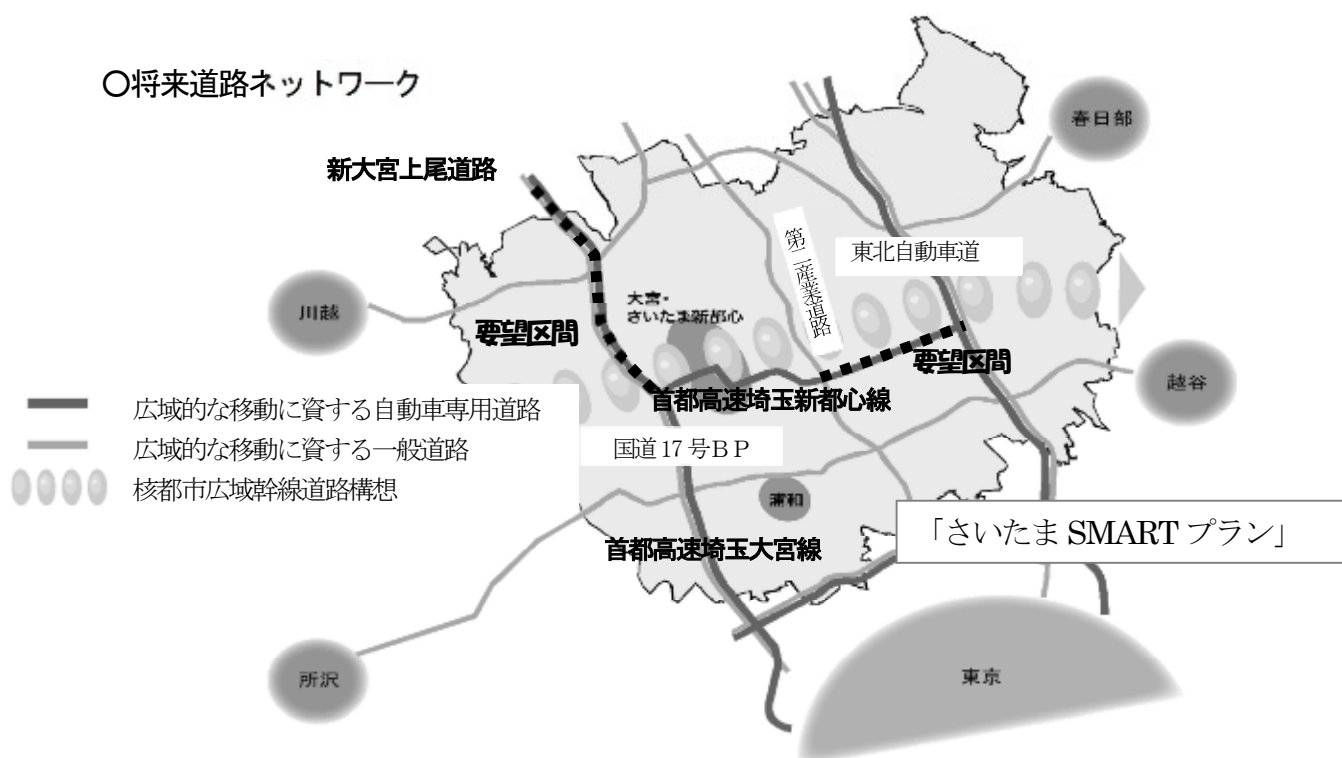 〇将来道路ネットワーク
春日部
新大宮上尾道路
第二産業道路
東北自動車道
川越
大宮・
さいたま新都心
要望区間
要望区間
越谷
首都高速埼玉新都心線
広域的な移動に資する自動車専用道路
広域的な移動に資する一般道路
核都市広域幹線道路構想
国道17号BP
浦和
「さいたまSMARTプラン」
首都高速埼玉大宮線
所沢
東京